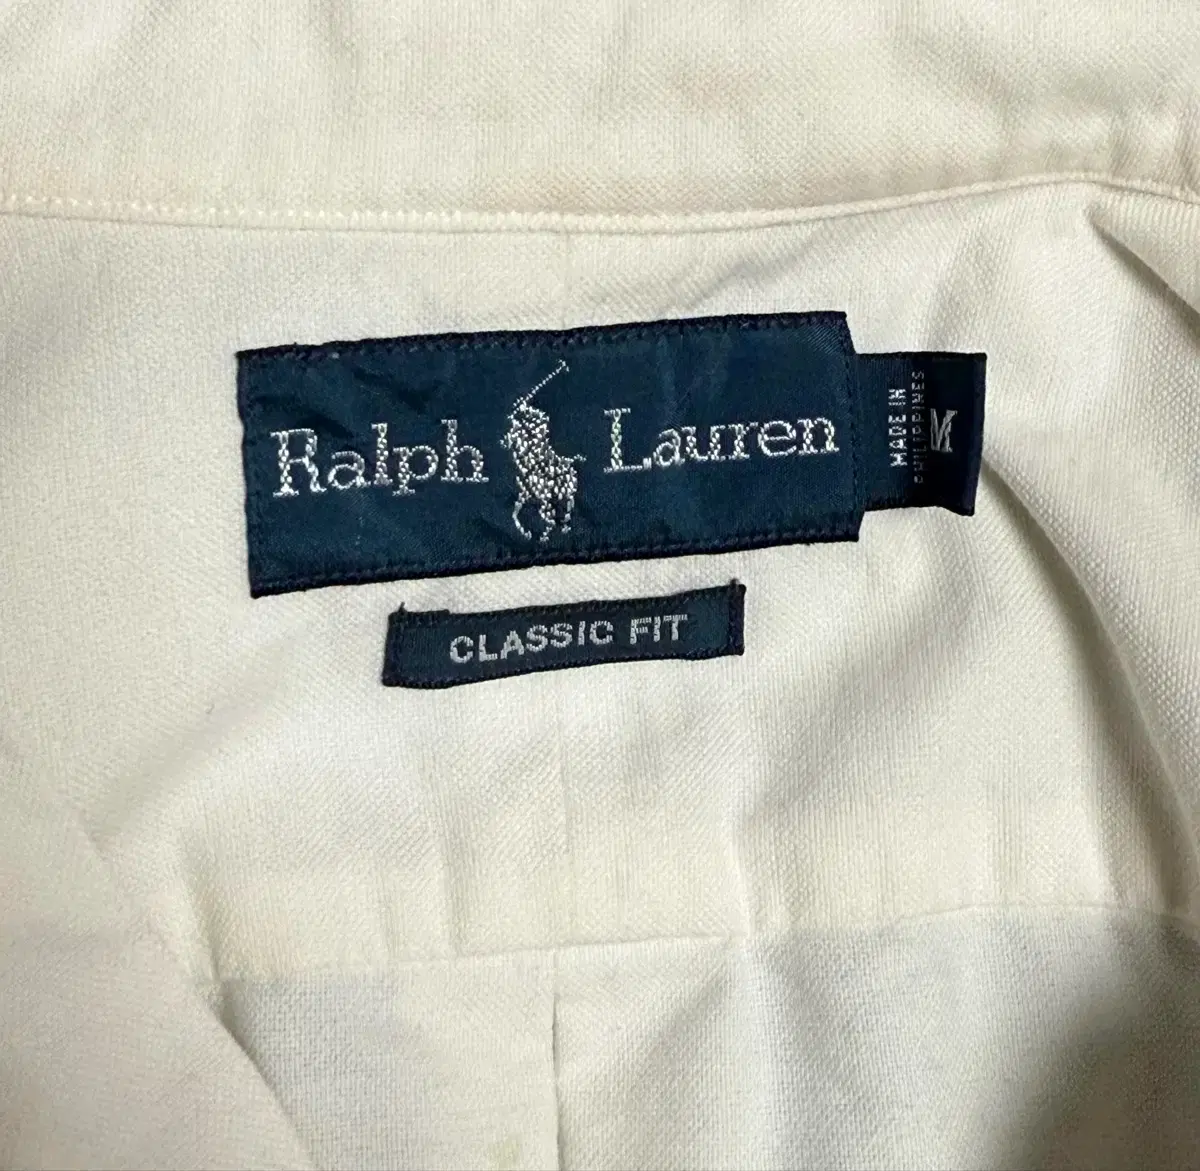 Ralph Lauren
MADE IN
PHILIPPINES
M
CLASSIC FIT